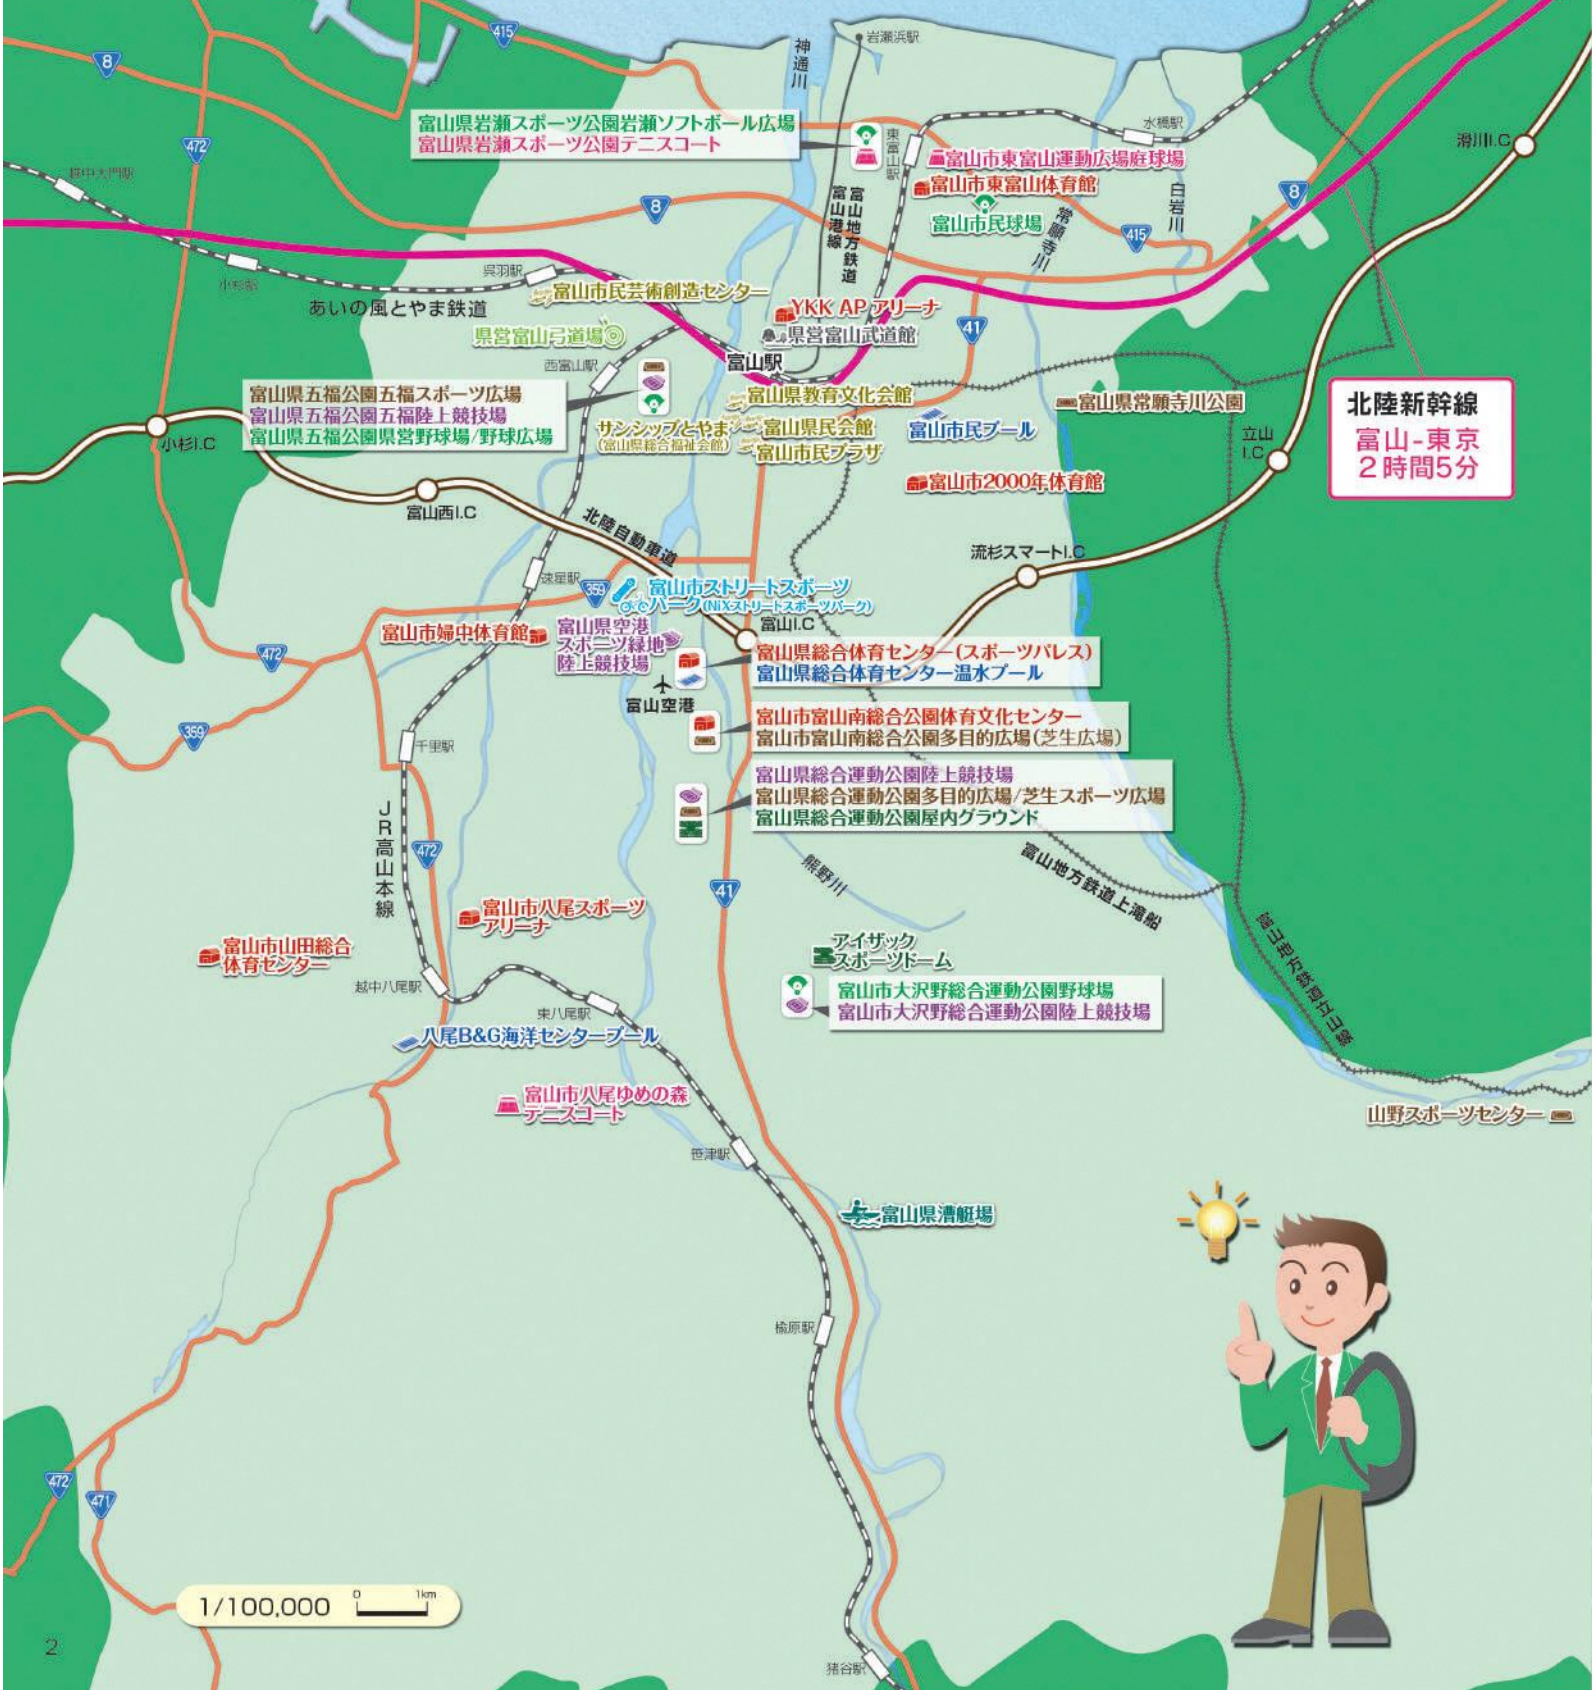 415
8
神通川
岩瀬浜駅
富山県岩瀬スポーツ公園岩瀬ソフトボール広場
富山県岩瀬スポーツ公園テニスコート
東富山駅
水橋駅
滑川I.C
472
越中大門駅
富山市東富山運動広場庭球場
富山市東富山体育館
富山市民球場
白岩川
常願寺川
8
8
415
富山地方鉄道
富山港線
呉羽駅
小杉駅
あいの風とやま鉄道
富山市民芸術創造センター
YKK AP アリーナ
県営富山武道館
県営富山弓道場
41
西富山駅
富山駅
富山県五福公園五福スポーツ広場
富山県五福公園五福陸上競技場
富山県五福公園県営野球場/野球広場
富山県教育文化会館
サンシップとやま
(富山県総合福祉会館)
富山県民会館
富山市民プラザ
富山市民プール
富山県常願寺川公園
北陸新幹線
富山-東京
2時間5分
小杉I.C
立山
I.C
富山市2000年体育館
富山西I.C
北陸自動車道
流杉スマートI.C
速星駅
359
富山市ストリートスポーツ
パーク(NiXストリートスポーツパーク)
富山I.C
富山市婦中体育館
富山県空港
スポーツ緑地
陸上競技場
472
富山県総合体育センター(スポーツパレス)
富山県総合体育センター温水プール
富山空港
359
富山市富山南総合公園体育文化センター
富山市富山南総合公園多目的広場(芝生広場)
千里駅
富山県総合運動公園陸上競技場
富山県総合運動公園多目的広場/芝生スポーツ広場
富山県総合運動公園屋内グラウンド
JR高山本線
472
熊野川
富山地方鉄道上滝船
41
富山市八尾スポーツ
アリーナ
富山市山田総合
体育センター
アイザック
スポーツドーム
富山地方鉄道立山線
越中八尾駅
富山市大沢野総合運動公園野球場
富山市大沢野総合運動公園陸上競技場
東八尾駅
八尾B&G海洋センタープール
富山市八尾ゆめの森
テニスコート
山野スポーツセンター
笹津駅
富山県漕艇場
楡原駅
472
471
1/100,000
0 1km
2
猪谷駅